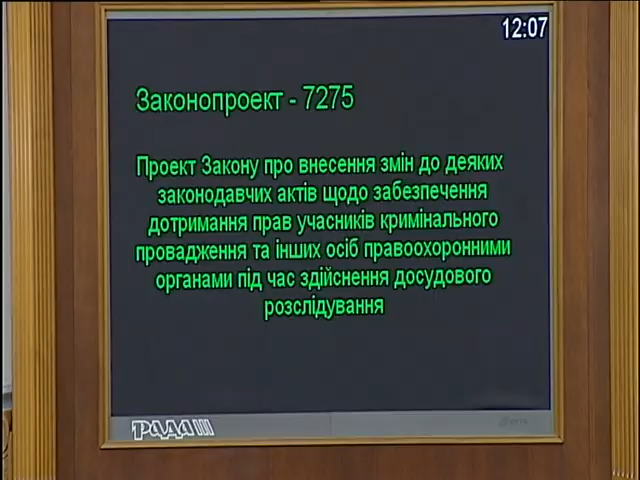 12:07
Законопроект - 7275
Проект Закону про внесення змін до деяких
законодавчих актів щодо забезпечення
дотримання прав учасників кримінального
провадження та інших осіб правоохоронними
органами під час здійснення досудового
розслідування
РАДА